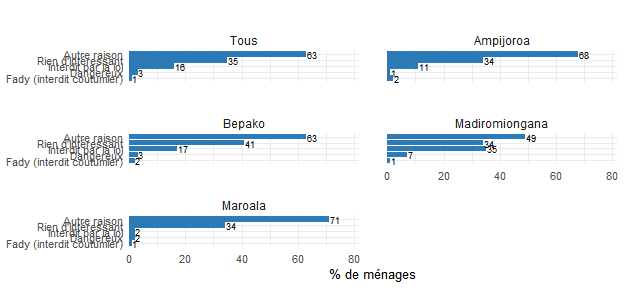 Tous
Autre raison 63
Rien d'intéressant 35
Interdit par la loi 16
Dangereux 3
Fady (interdit coutumier) 1
Ampijoroa
68
34
11
1
2
Bepako
Autre raison 63
Rien d'intéressant 41
Interdit par la loi 17
Dangereux 3
Fady (interdit coutumier) 2
Madiromiongana
49
34
35
7
1
0 20 40 60 80
Maroala
Autre raison 71
Rien d'intéressant 34
Interdit par la loi 2
Dangereux 2
Fady (interdit coutumier) 1
0 20 40 60 80
% de ménages